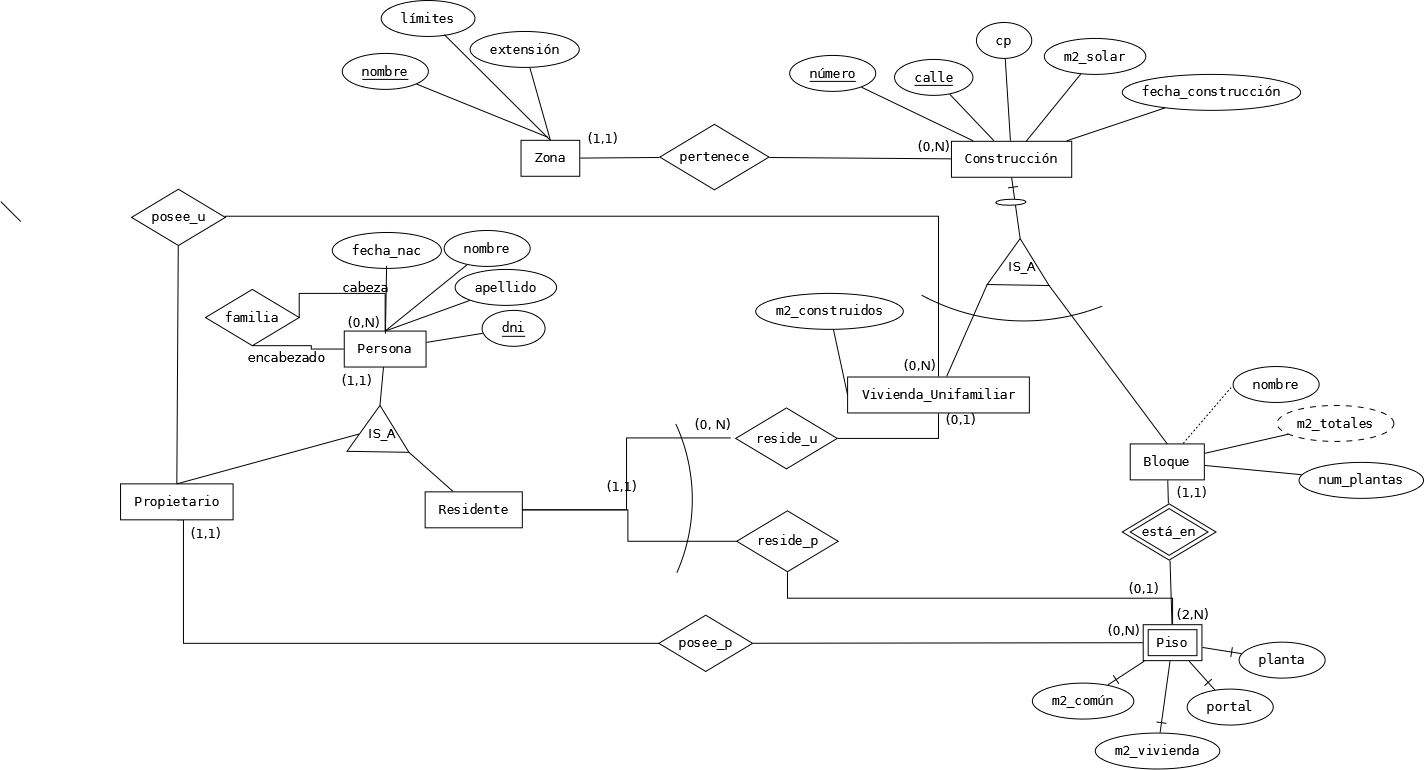 límites
extensión
nombre
cp
m2_solar
número
calle
fecha_construcción
(1,1)
(0,N)
Zona
pertenece
Construcción
posee_u
fecha_nac
nombre
cabeza
apellido
familia
(0,N)
dni
encabezado
Persona
(1,1)
IS_A
m2_construidos
(0,N)
Vivienda_Unifamiliar
(0,1)
nombre
m2_totales
IS_A
(0, N)
reside_u
Bloque
num_plantas
(1,1)
Propietario
Residente
(1,1)
(1,1)
reside_p
está_en
(0,1)
(2,N)
(0,N)
posee_p
Piso
planta
m2_común
portal
m2_vivienda